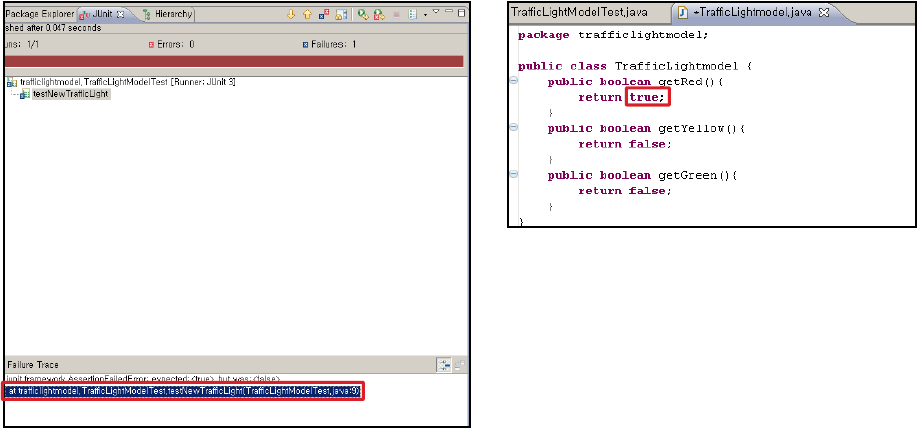 Package Explorer JUnit Hierarchy
shed after 0,047 seconds
uns: 1/1 Errors: 0 Failures: 1
trafficlightmodel,TrafficLightModelTest [Runner: JUnit 3]
testNewTrafficLight
Failure Trace
junit,framework,AssertionFailedError: expected:<true> but was:<false>
at trafficlightmodel,TrafficLightModelTest,testNewTrafficLight(TrafficLightModelTest,java:9)
TrafficLightModelTest,java *TrafficLightmodel,java
package trafficlightmodel;
public class TrafficLightmodel {
public boolean getRed(){
return true;
}
public boolean getYellow(){
return false;
}
public boolean getGreen(){
return false;
}
}